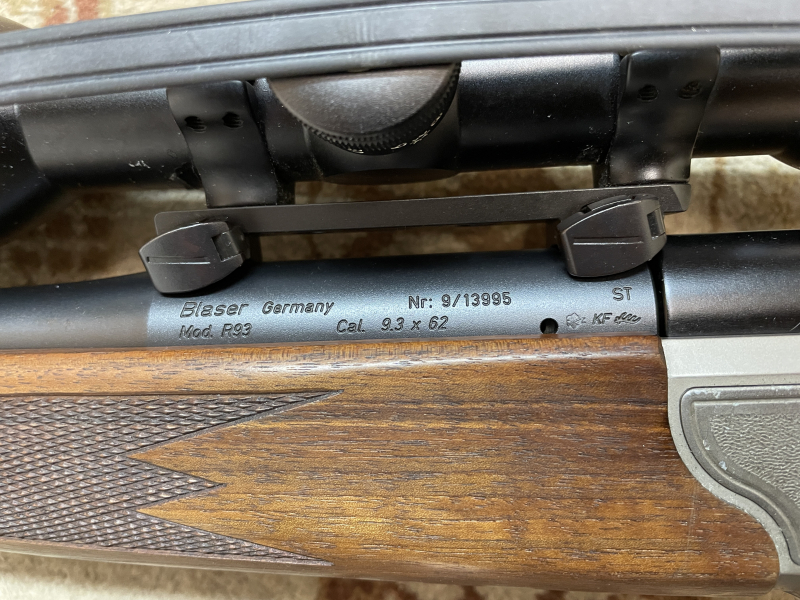 Blaser Germany Nr: 9/13995 ST
Mod. R93 Cal. 9.3 x 62 KF